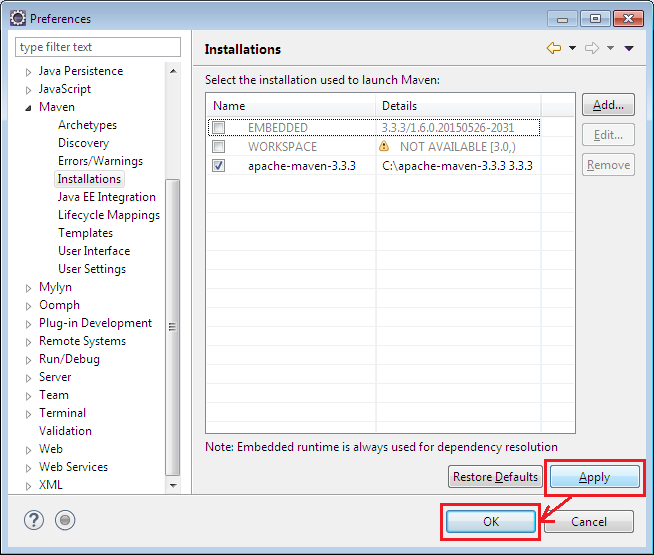 Preferences
type filter text
Java Persistence
JavaScript
Maven
Archetypes
Discovery
Errors/Warnings
Installations
Java EE Integration
Lifecycle Mappings
Templates
User Interface
User Settings
Mylyn
Oomph
Plug-in Development
Remote Systems
Run/Debug
Server
Team
Terminal
Validation
Web
Web Services
XML
Installations
Select the installation used to launch Maven:
Name Details
EMBEDDED 3.3.3/1.6.0.20150526-2031
WORKSPACE NOT AVAILABLE [3.0,)
apache-maven-3.3.3 C:\apache-maven-3.3.3 3.3.3
Add...
Edit...
Remove
Note: Embedded runtime is always used for dependency resolution
Restore Defaults Apply
? OK Cancel